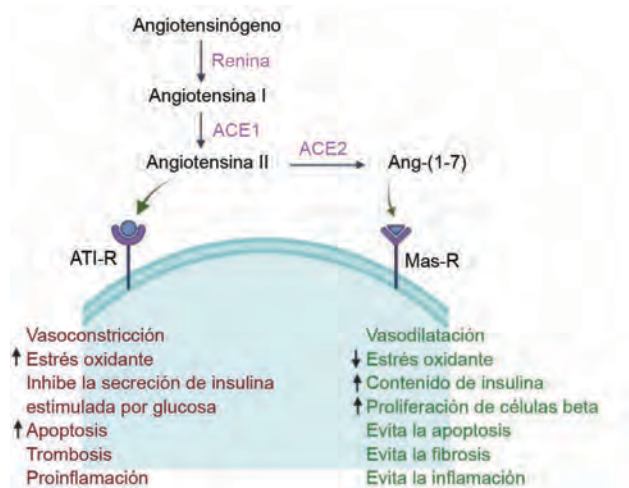 Angiotensinógeno
Renina
Angiotensina I
ACE1
Angiotensina II
ACE2
Ang-(1-7)
ATI-R
Mas-R
Vasoconstricción
Estrés oxidante
Inhibe la secreción de insulina
estimulada por glucosa
Apoptosis
Trombosis
Proinflamación
Vasodilatación
Estrés oxidante
Contenido de insulina
Proliferación de células beta
Evita la apoptosis
Evita la fibrosis
Evita la inflamación